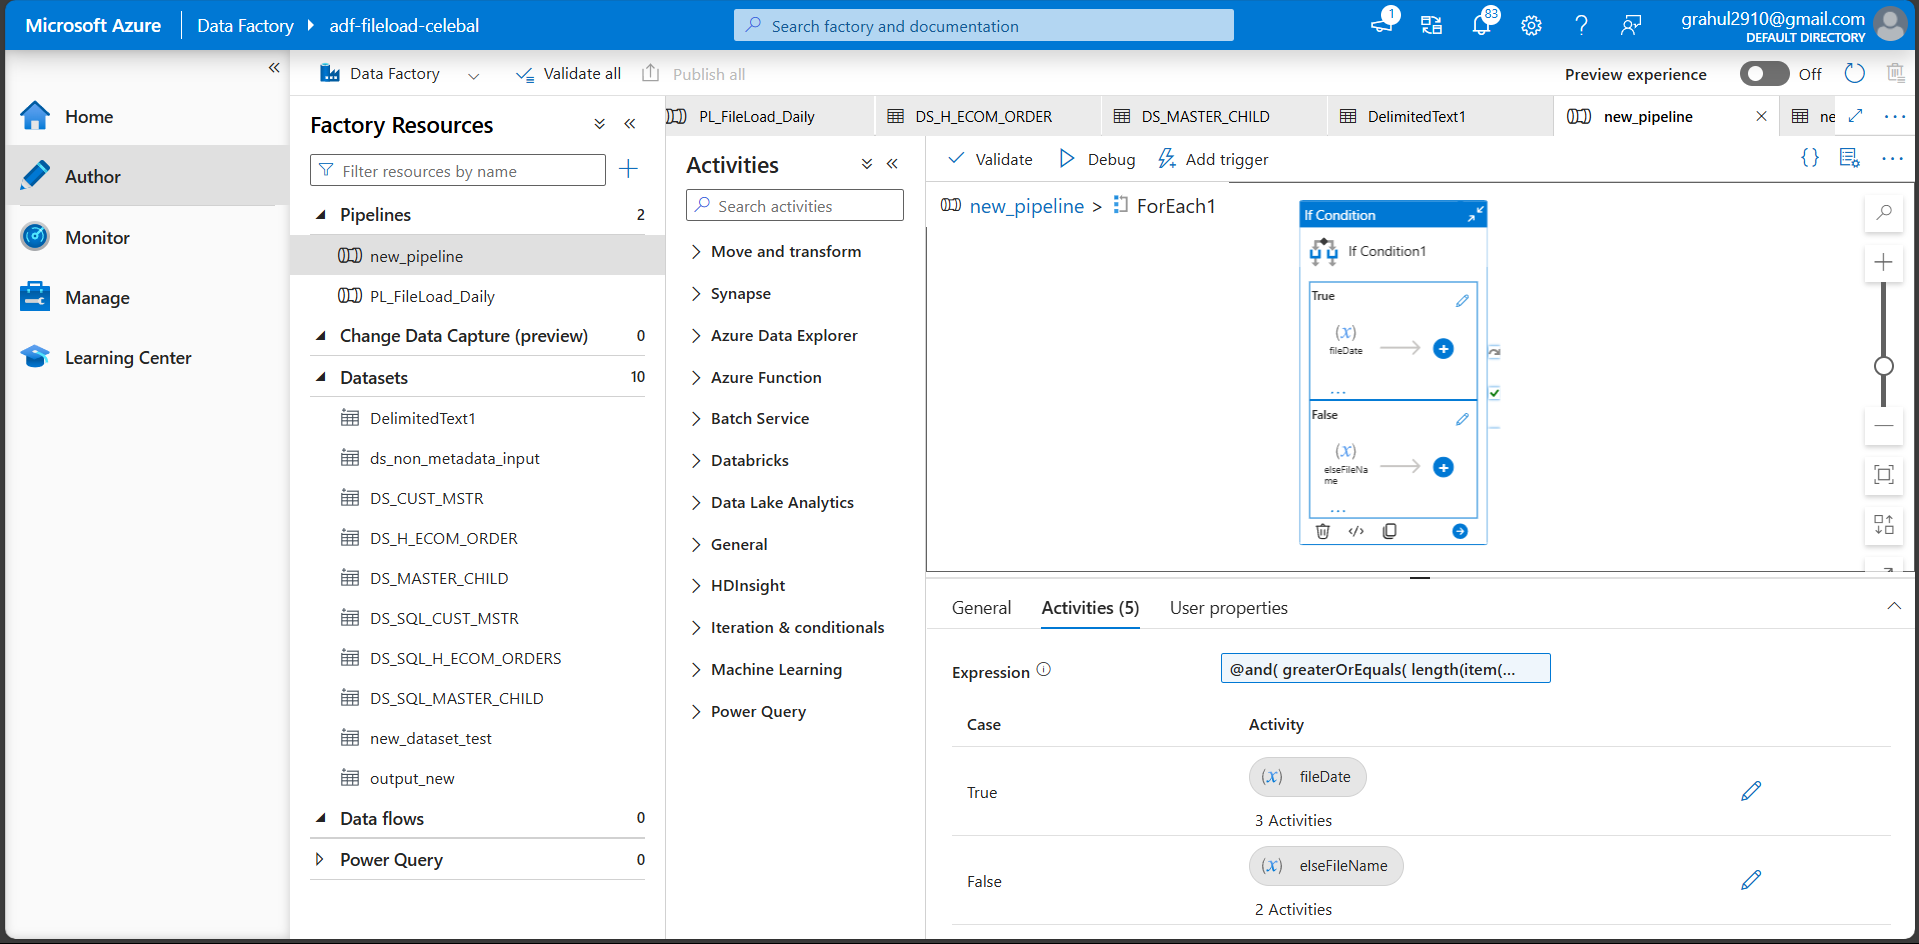 Microsoft Azure
Data Factory
adf-fileload-celebal
Search factory and documentation
1
83
?
grahul2910@gmail.com
DEFAULT DIRECTORY
Home
Author
Monitor
Manage
Learning Center
Data Factory
Validate all
Publish all
Preview experience
Off
Factory Resources
Filter resources by name
Pipelines 2
new_pipeline
PL_FileLoad_Daily
Change Data Capture (preview) 0
Datasets 10
DelimitedText1
ds_non_metadata_input
DS_CUST_MSTR
DS_H_ECOM_ORDER
DS_MASTER_CHILD
DS_SQL_CUST_MSTR
DS_SQL_H_ECOM_ORDERS
DS_SQL_MASTER_CHILD
new_dataset_test
output_new
Data flows 0
Power Query 0
PL_FileLoad_Daily
DS_H_ECOM_ORDER
DS_MASTER_CHILD
DelimitedText1
new_pipeline
ne
Activities
Search activities
Move and transform
Synapse
Azure Data Explorer
Azure Function
Batch Service
Databricks
Data Lake Analytics
General
HDInsight
Iteration & conditionals
Machine Learning
Power Query
Validate
Debug
Add trigger
{}
new_pipeline > ForEach1
If Condition
If Condition1
True
(x)
fileDate
...
False
(x)
elseFileNa
me
...
General
Activities (5)
User properties
Expression
@and( greaterOrEquals( length(item(...
Case
Activity
True
(x) fileDate
3 Activities
False
(x) elseFileName
2 Activities